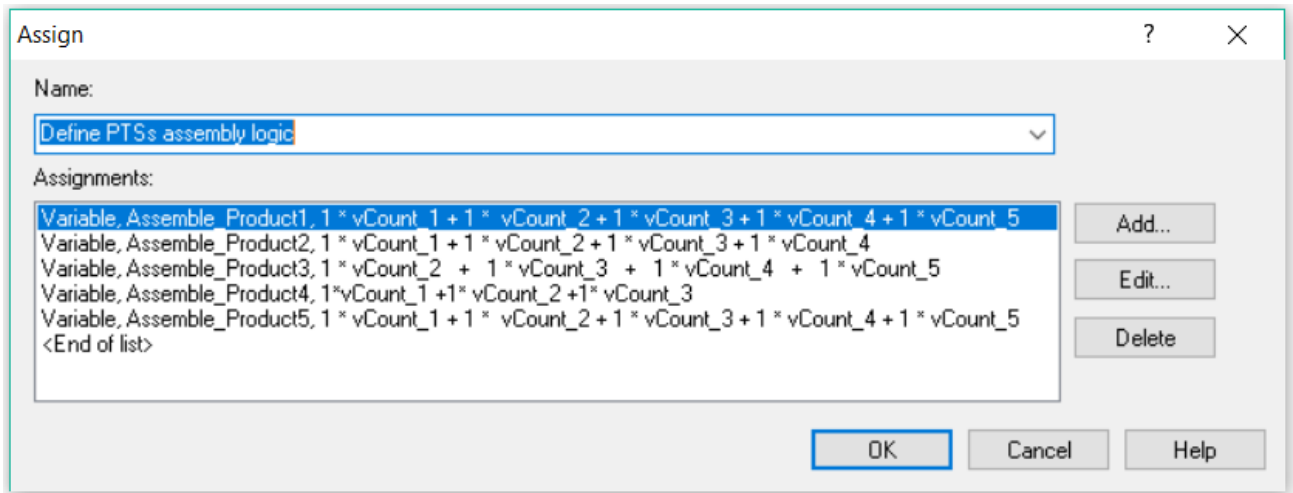 Assign ?
Name:
Define PTSs assembly logic
Assignments:
Variable, Assemble_Product1, 1 * vCount_1 + 1 *  vCount_2 + 1 * vCount_3 + 1 * vCount_4 + 1 * vCount_5
Variable, Assemble_Product2, 1 * vCount_1 + 1 * vCount_2 + 1 * vCount_3 + 1 * vCount_4
Variable, Assemble_Product3, 1 * vCount_2  +  1 * vCount_3  +  1 * vCount_4  +  1 * vCount_5
Variable, Assemble_Product4, 1*vCount_1 +1* vCount_2 +1* vCount_3
Variable, Assemble_Product5, 1 * vCount_1 + 1 *  vCount_2 + 1 * vCount_3 + 1 * vCount_4 + 1 * vCount_5
<End of list>
Add...
Edit...
Delete
OK Cancel Help